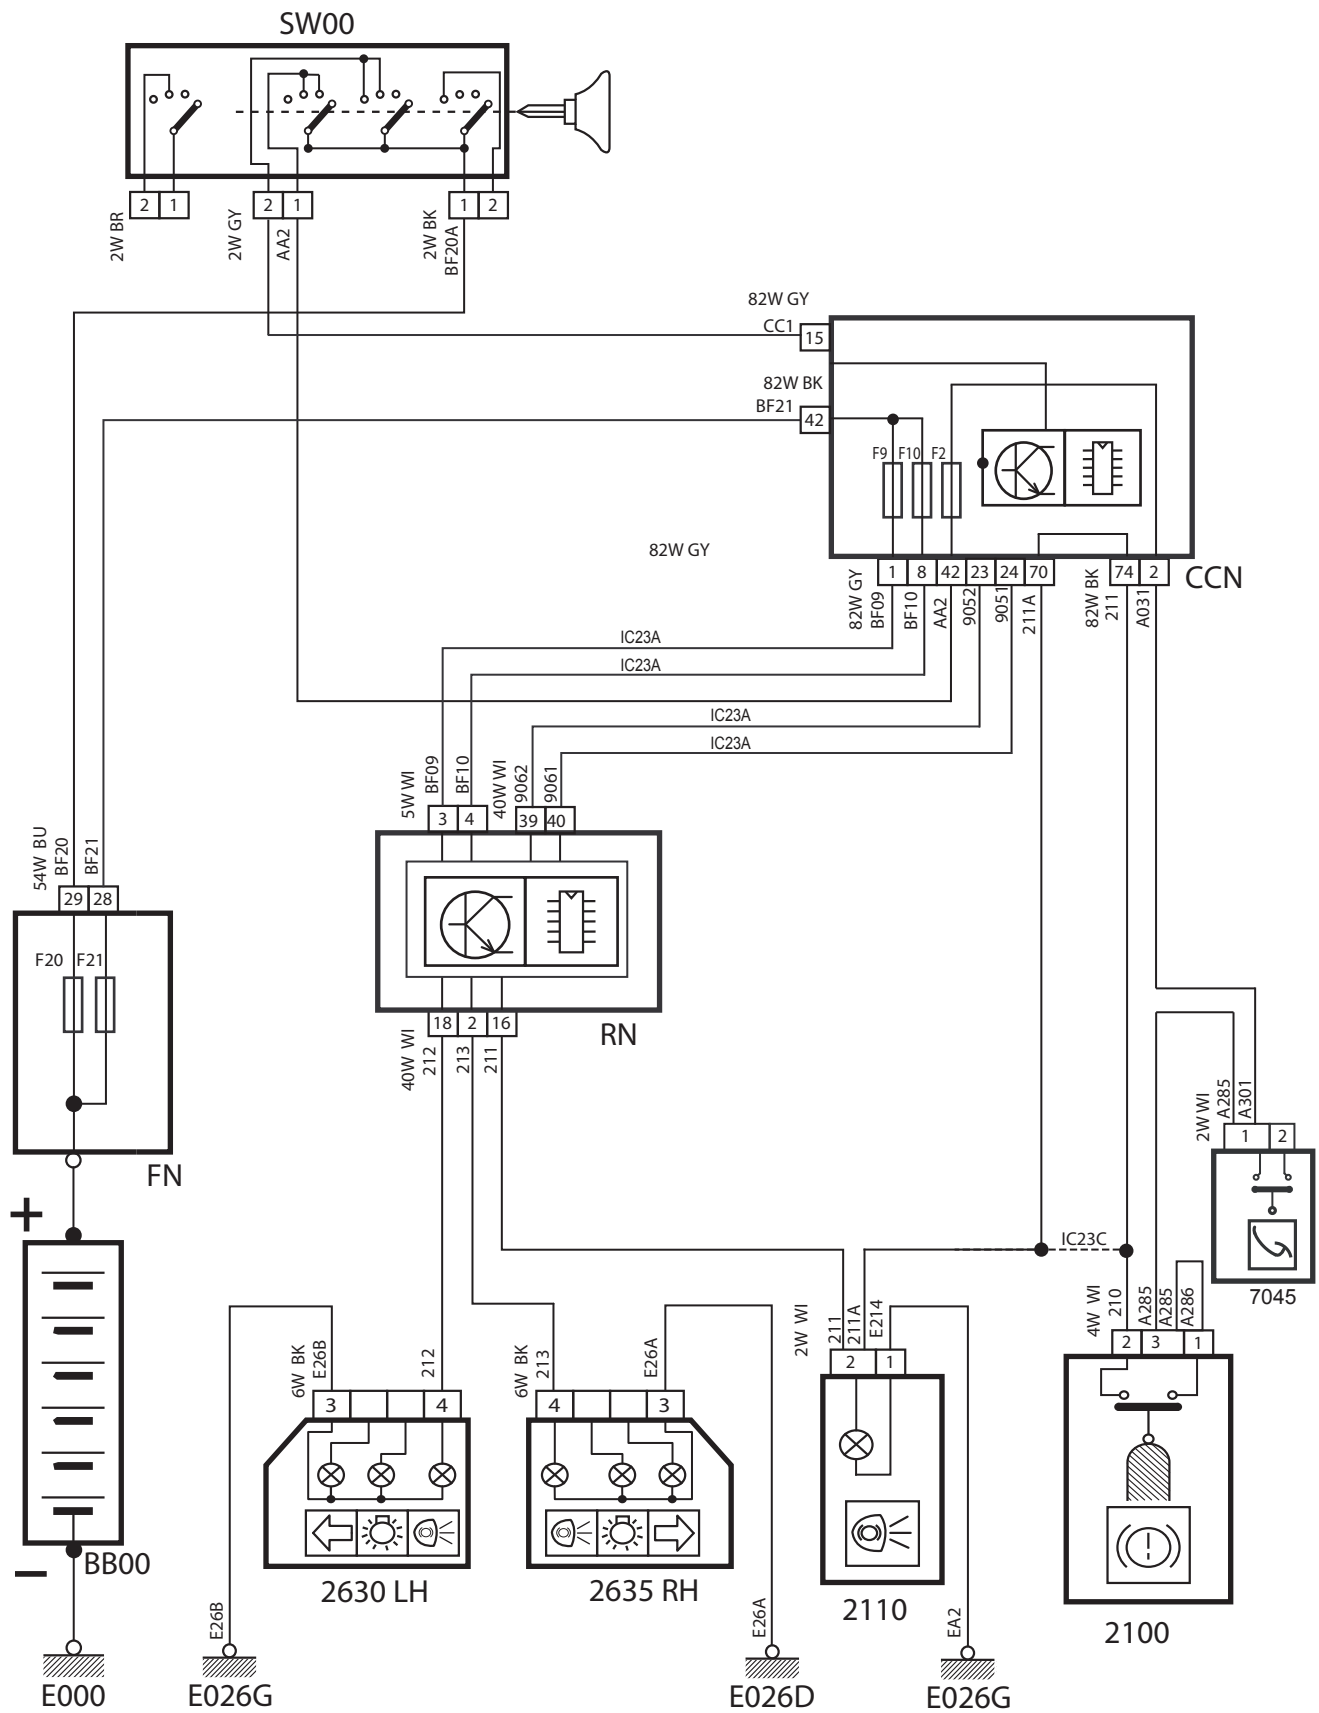 SW00
2 1
2 1
1 2
2W BR
2W GY
AA2
2W BK
BF20A
82W GY
CC1
15
82W BK
BF21
42
F9 F10 F2
82W GY
1 8 42 23 24 70
74 2
CCN
82W GY
BF09
BF10
AA2
9052
9051
211A
82W BK
211
A031
IC23A
IC23A
IC23A
IC23A
5W WI
BF09
BF10
40W WI
9062
9061
3 4
39 40
54W BU
BF20
BF21
29 28
F20 F21
FN
RN
18 2 16
40W WI
212
213
211
2W WI
A285
A301
1 2
7045
+
IC23C
4W WI
210
A285
A285
A286
2 3 1
2W WI
211
211A
E214
2 1
6W BK
E26B
212
3 4
6W BK
213
E26A
4 3
BB00
–
2630 LH
2635 RH
2110
2100
E26B
E26A
EA2
E000
E026G
E026D
E026G